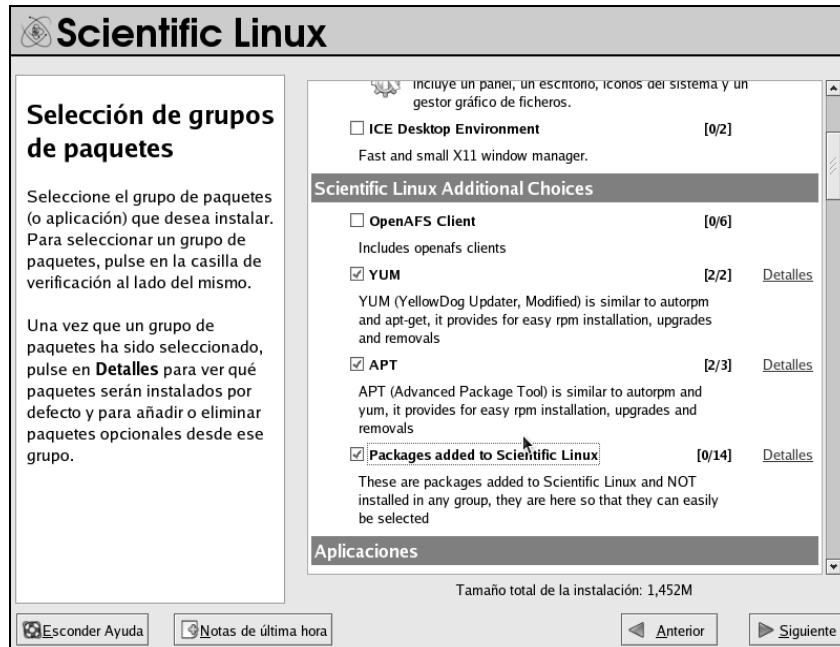 Scientific Linux
Selección de grupos
de paquetes
Seleccione el grupo de paquetes
(o aplicación) que desea instalar.
Para seleccionar un grupo de
paquetes, pulse en la casilla de
verificación al lado del mismo.
Una vez que un grupo de
paquetes ha sido seleccionado,
pulse en Detalles para ver qué
paquetes serán instalados por
defecto y para añadir o eliminar
paquetes opcionales desde ese
grupo.
Incluye un panel, un escritorio, iconos del sistema y un
gestor gráfico de ficheros.
ICE Desktop Environment [0/2]
Fast and small X11 window manager.
Scientific Linux Additional Choices
OpenAFS Client [0/6]
Includes openafs clients
YUM [2/2] Detalles
YUM (YellowDog Updater, Modified) is similar to autorpm
and apt-get, it provides for easy rpm installation, upgrades
and removals
APT [2/3] Detalles
APT (Advanced Package Tool) is similar to autorpm and
yum, it provides for easy rpm installation, upgrades and
removals
Packages added to Scientific Linux [0/14] Detalles
These are packages added to Scientific Linux and NOT
installed in any group, they are here so that they can easily
be selected
Aplicaciones
Tamaño total de la instalación: 1,452M
Esconder Ayuda Notas de última hora Anterior Siguiente